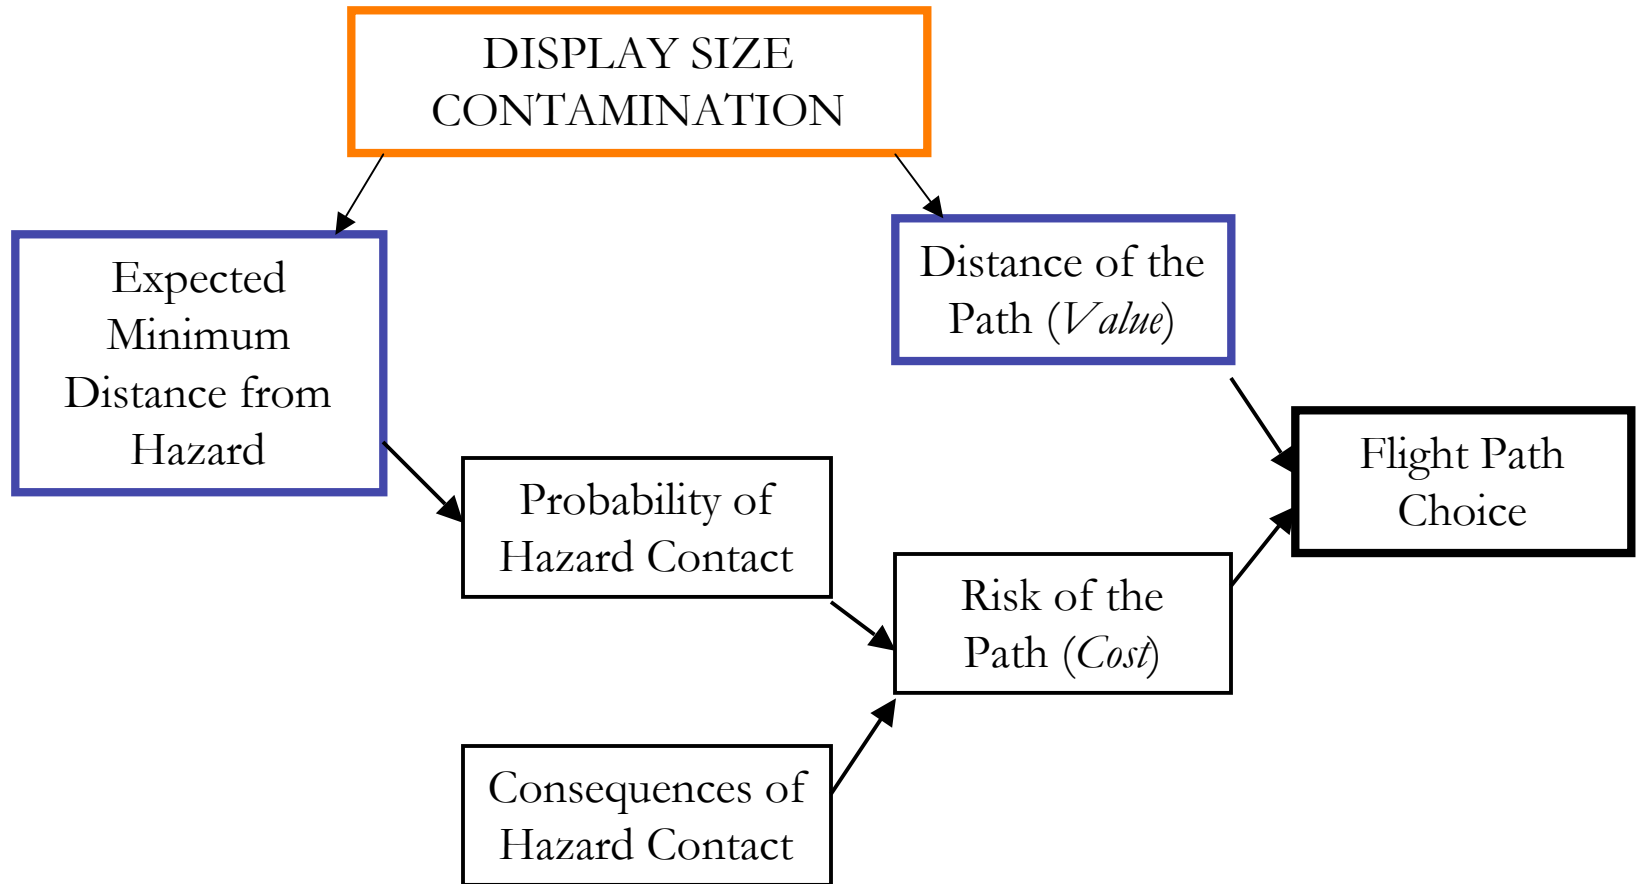 DISPLAY SIZE
CONTAMINATION
Expected
Minimum
Distance from
Hazard
Distance of the
Path (Value)
Probability of
Hazard Contact
Flight Path
Choice
Risk of the
Path (Cost)
Consequences of
Hazard Contact